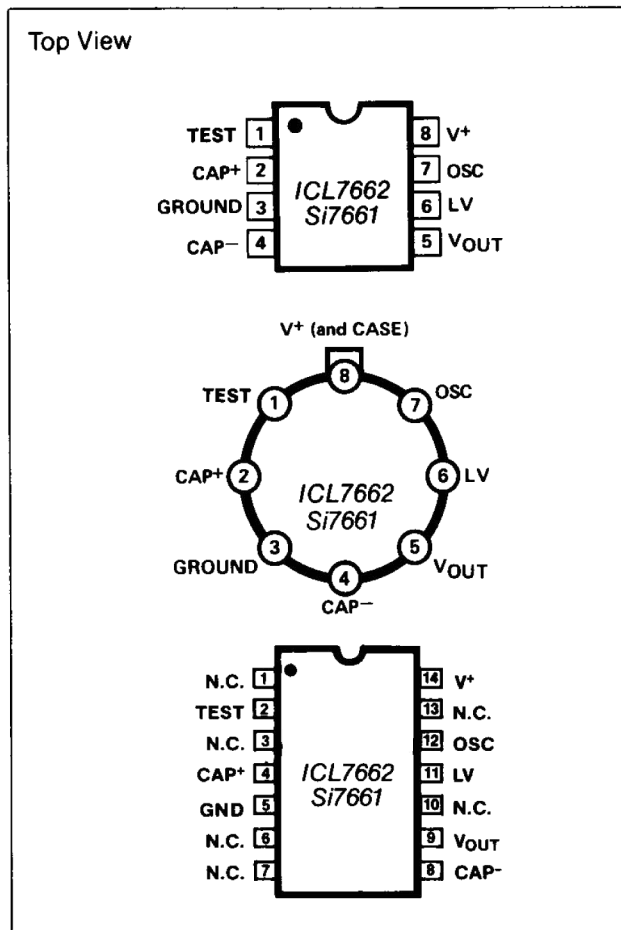 Top View
TEST 1 8 V+
CAP+ 2 7 OSC
GROUND 3 6 LV
CAP− 4 5 VOUT
ICL7662
Si7661
V+ (and CASE)
8
TEST 1 7 OSC
CAP+ 2 6 LV
ICL7662
Si7661
GROUND 3 5 VOUT
4
CAP−
N.C. 1 14 V+
TEST 2 13 N.C.
N.C. 3 12 OSC
CAP+ 4 11 LV
GND 5 10 N.C.
N.C. 6 9 VOUT
N.C. 7 8 CAP-
ICL7662
Si7661